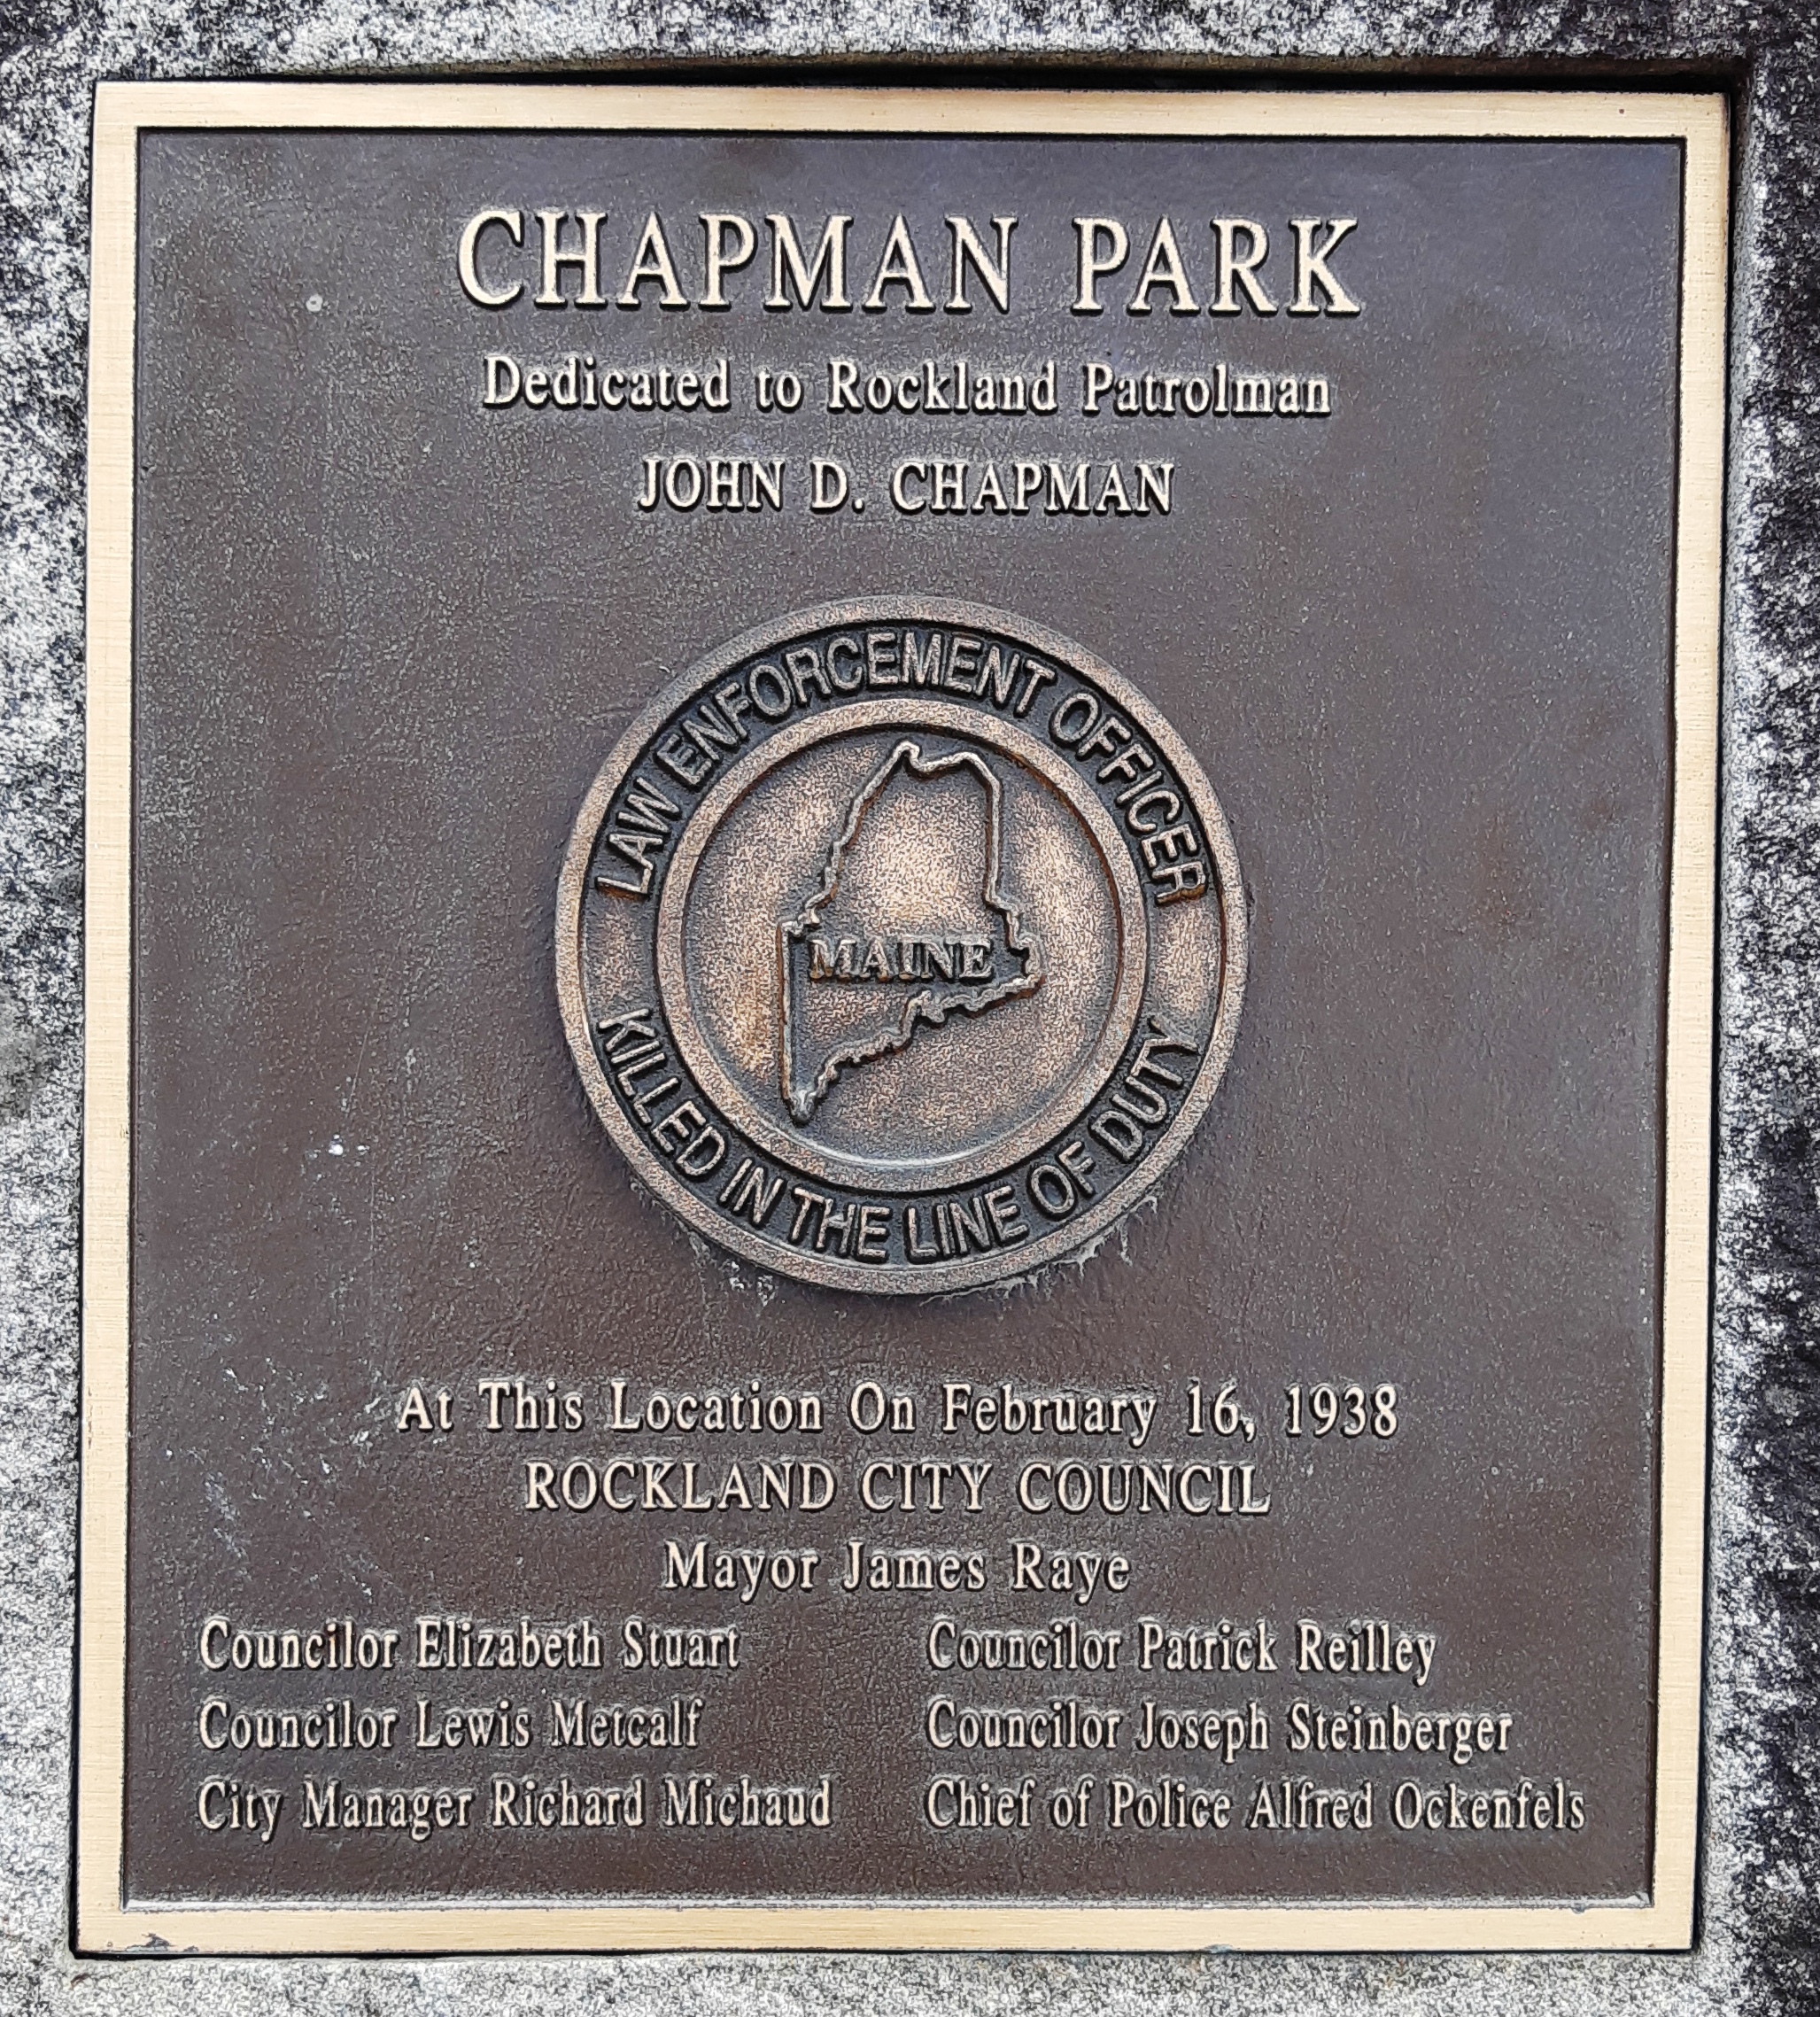 CHAPMAN PARK
Dedicated to Rockland Patrolman
JOHN D. CHAPMAN
LAW ENFORCEMENT OFFICER
MAINE
KILLED IN THE LINE OF DUTY
At This Location On February 16, 1938
ROCKLAND CITY COUNCIL
Mayor James Raye
Councilor Elizabeth Stuart
Councilor Patrick Reilley
Councilor Lewis Metcalf
Councilor Joseph Steinberger
City Manager Richard Michaud
Chief of Police Alfred Ockenfels